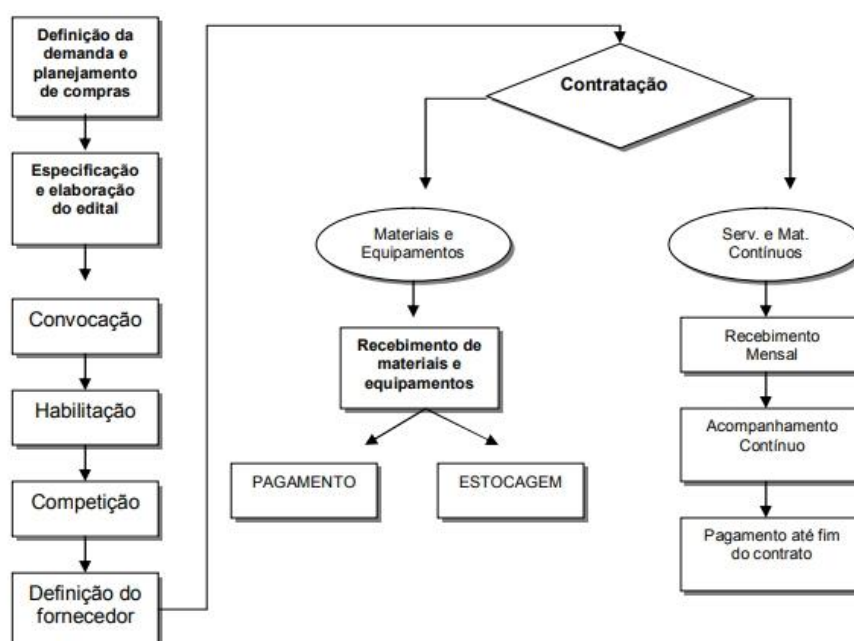 Definição da
demanda e
planejamento
de compras
Especificação
e elaboração
do edital
Convocação
Habilitação
Competição
Definição do
fornecedor
Contratação
Materiais e
Equipamentos
Recebimento de
materiais e
equipamentos
PAGAMENTO
ESTOCAGEM
Serv. e Mat.
Contínuos
Recebimento
Mensal
Acompanhamento
Contínuo
Pagamento até fim
do contrato